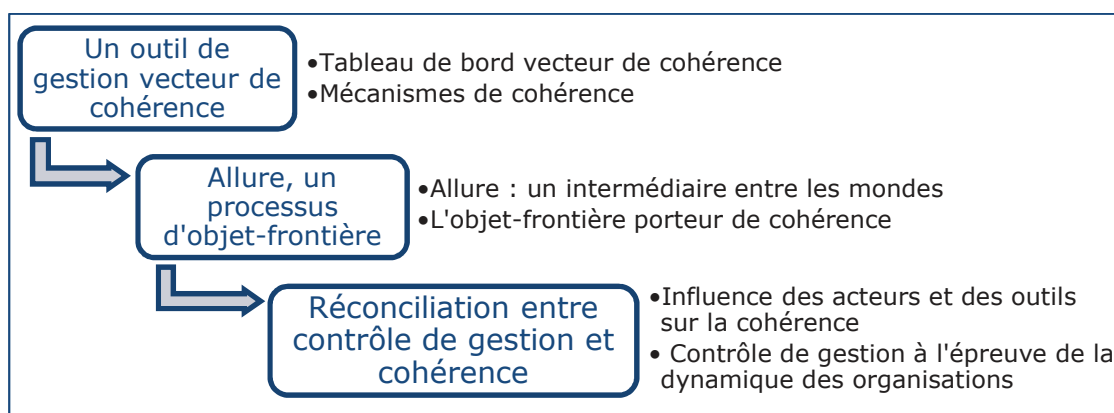 Un outil de
gestion vecteur de
cohérence
•Tableau de bord vecteur de cohérence
•Mécanismes de cohérence
Allure, un
processus
d'objet-frontière
•Allure : un intermédiaire entre les mondes
•L'objet-frontière porteur de cohérence
Réconciliation entre
contrôle de gestion et
cohérence
•Influence des acteurs et des outils
sur la cohérence
• Contrôle de gestion à l'épreuve de la
dynamique des organisations